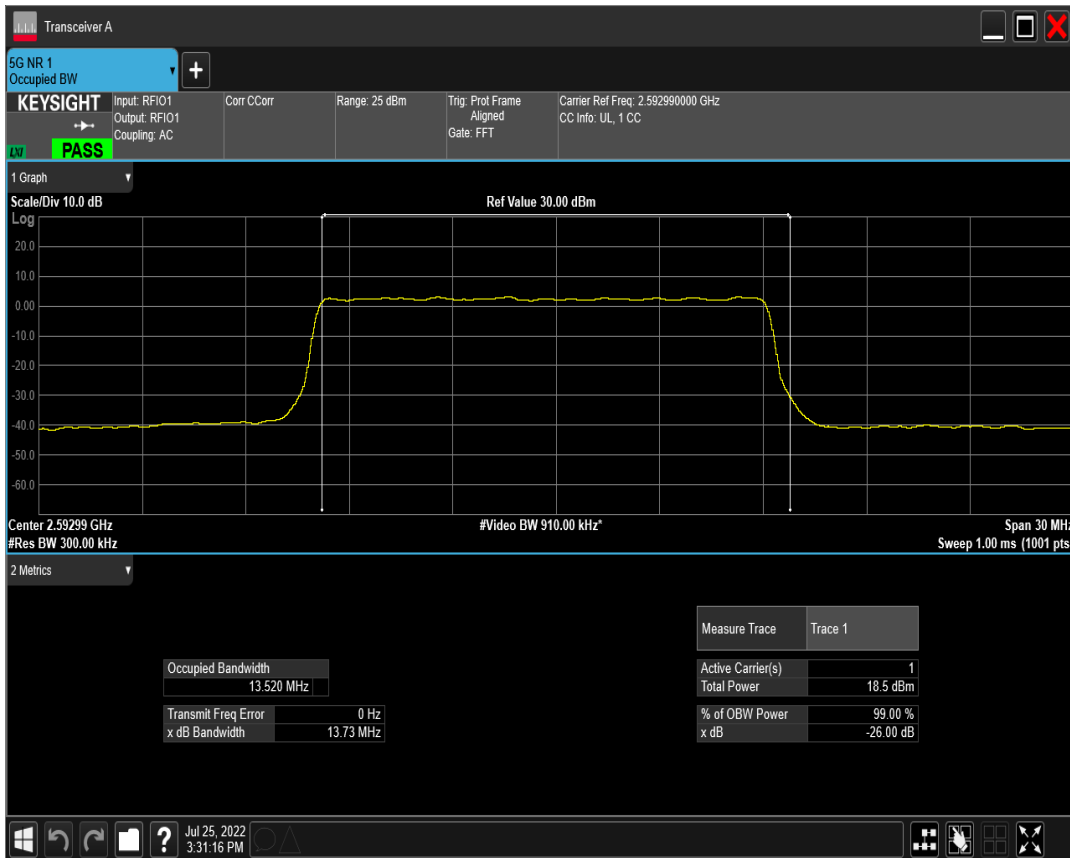 Transceiver A
5G NR 1
Occupied BW
+
KEYSIGHT
LXI
PASS
Input: RFIO1
Output: RFIO1
Coupling: AC
Corr CCorr
Range: 25 dBm
Trig: Prot Frame
Aligned
Gate: FFT
Carrier Ref Freq: 2.592990000 GHz
CC Info: UL, 1 CC
1 Graph
Scale/Div 10.0 dB
Ref Value 30.00 dBm
Log
20.0
10.0
0.00
-10.0
-20.0
-30.0
-40.0
-50.0
-60.0
Center 2.59299 GHz
#Video BW 910.00 kHz*
Span 30 MHz
#Res BW 300.00 kHz
Sweep 1.00 ms (1001 pts
2 Metrics
Measure Trace Trace 1
Occupied Bandwidth
13.520 MHz
Active Carrier(s) 1
Total Power 18.5 dBm
Transmit Freq Error 0 Hz
x dB Bandwidth 13.73 MHz
% of OBW Power 99.00 %
x dB -26.00 dB
?
Jul 25, 2022
3:31:16 PM